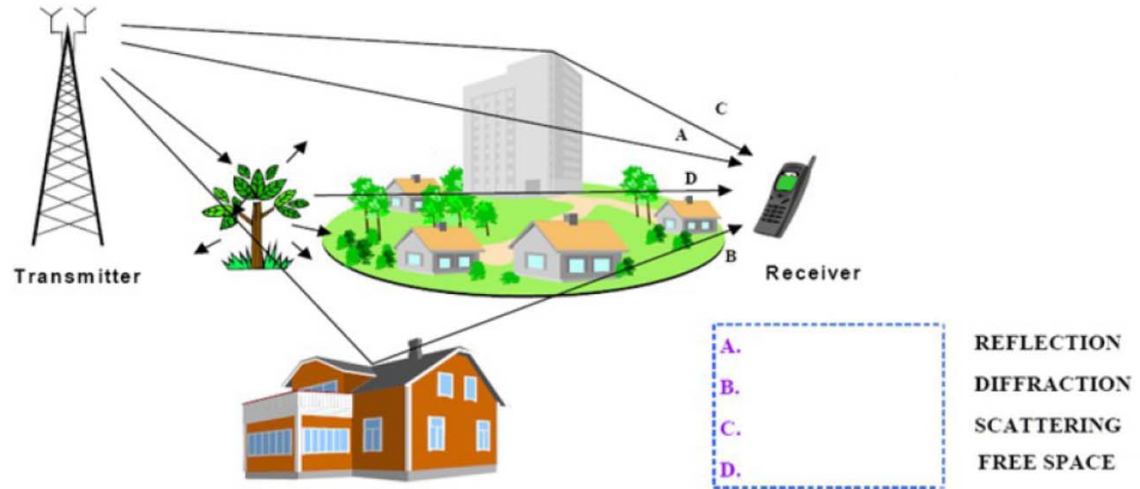 C
A
D
B
Transmitter
Receiver
A.
B.
C.
D.
REFLECTION
DIFFRACTION
SCATTERING
FREE SPACE